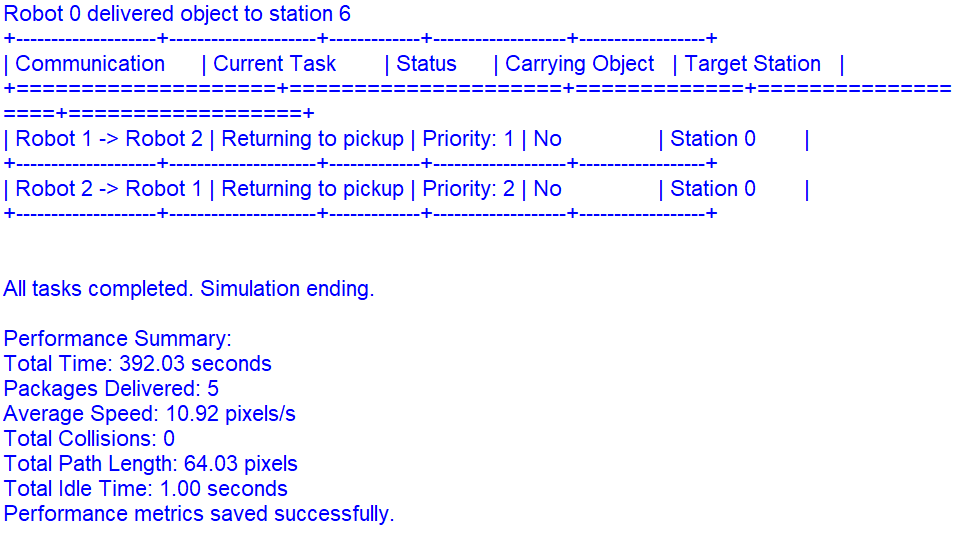 Robot 0 delivered object to station 6
+--------------------+---------------------+-------------+-------------------+------------------+
| Communication | Current Task | Status | Carrying Object | Target Station |
+====================+=====================+=============+===============
====+==================+
| Robot 1 -> Robot 2 | Returning to pickup | Priority: 1 | No | Station 0 |
+--------------------+---------------------+-------------+-------------------+------------------+
| Robot 2 -> Robot 1 | Returning to pickup | Priority: 2 | No | Station 0 |
+--------------------+---------------------+-------------+-------------------+------------------+
All tasks completed. Simulation ending.
Performance Summary:
Total Time: 392.03 seconds
Packages Delivered: 5
Average Speed: 10.92 pixels/s
Total Collisions: 0
Total Path Length: 64.03 pixels
Total Idle Time: 1.00 seconds
Performance metrics saved successfully.